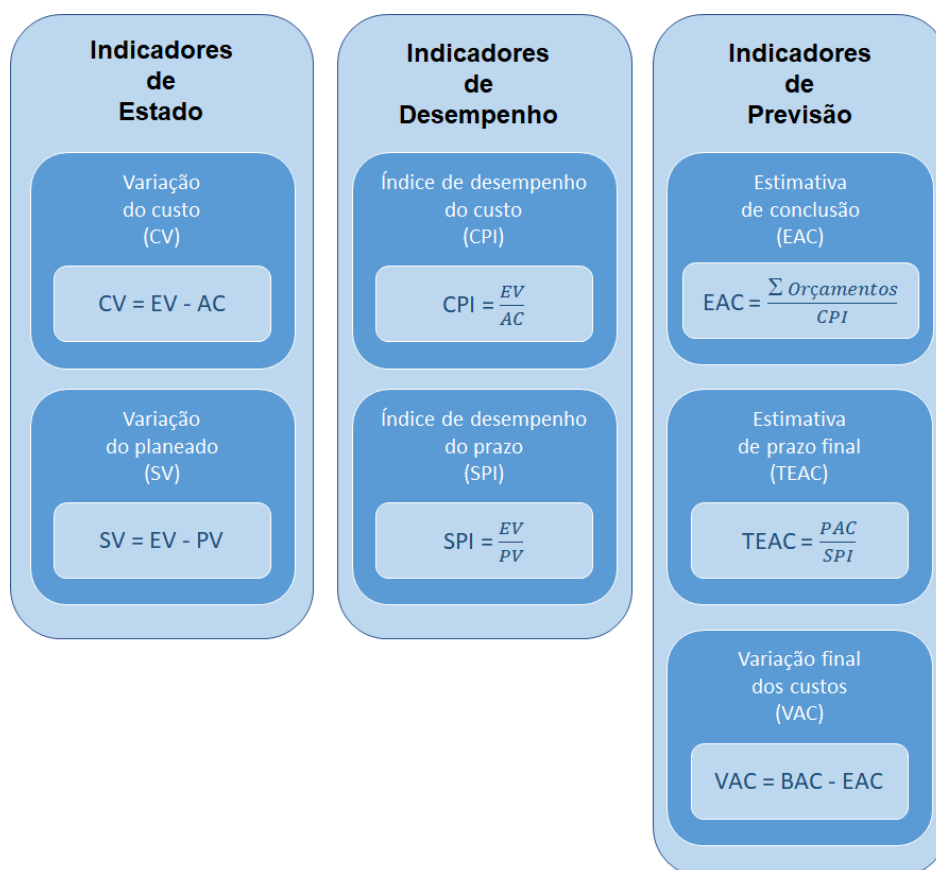 Indicadores
de
Estado
Variação
do custo
(CV)
CV = EV - AC
Variação
do planeado
(SV)
SV = EV - PV
Indicadores
de
Desempenho
Índice de desempenho
do custo
(CPI)
CPI = EV/AC
Índice de desempenho
do prazo
(SPI)
SPI = EV/PV
Indicadores
de
Previsão
Estimativa
de conclusão
(EAC)
EAC = ∑ Orçamentos/CPI
Estimativa
de prazo final
(TEAC)
TEAC = PAC/SPI
Variação final
dos custos
(VAC)
VAC = BAC - EAC